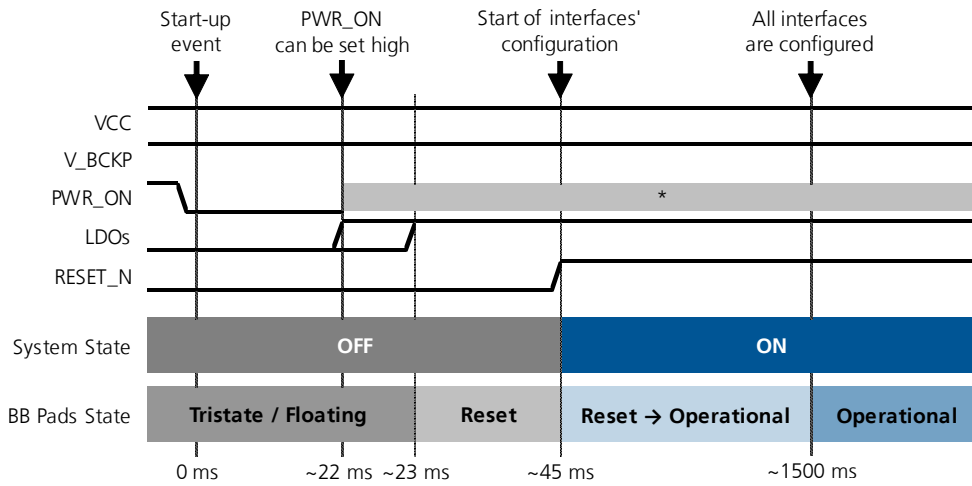 Start-up
event
PWR_ON
can be set high
Start of interfaces'
configuration
All interfaces
are configured
VCC
V_BCKP
PWR_ON
*
LDOs
RESET_N
System State
OFF
ON
BB Pads State
Tristate / Floating
Reset
Reset → Operational
Operational
0 ms
~22 ms
~23 ms
~45 ms
~1500 ms